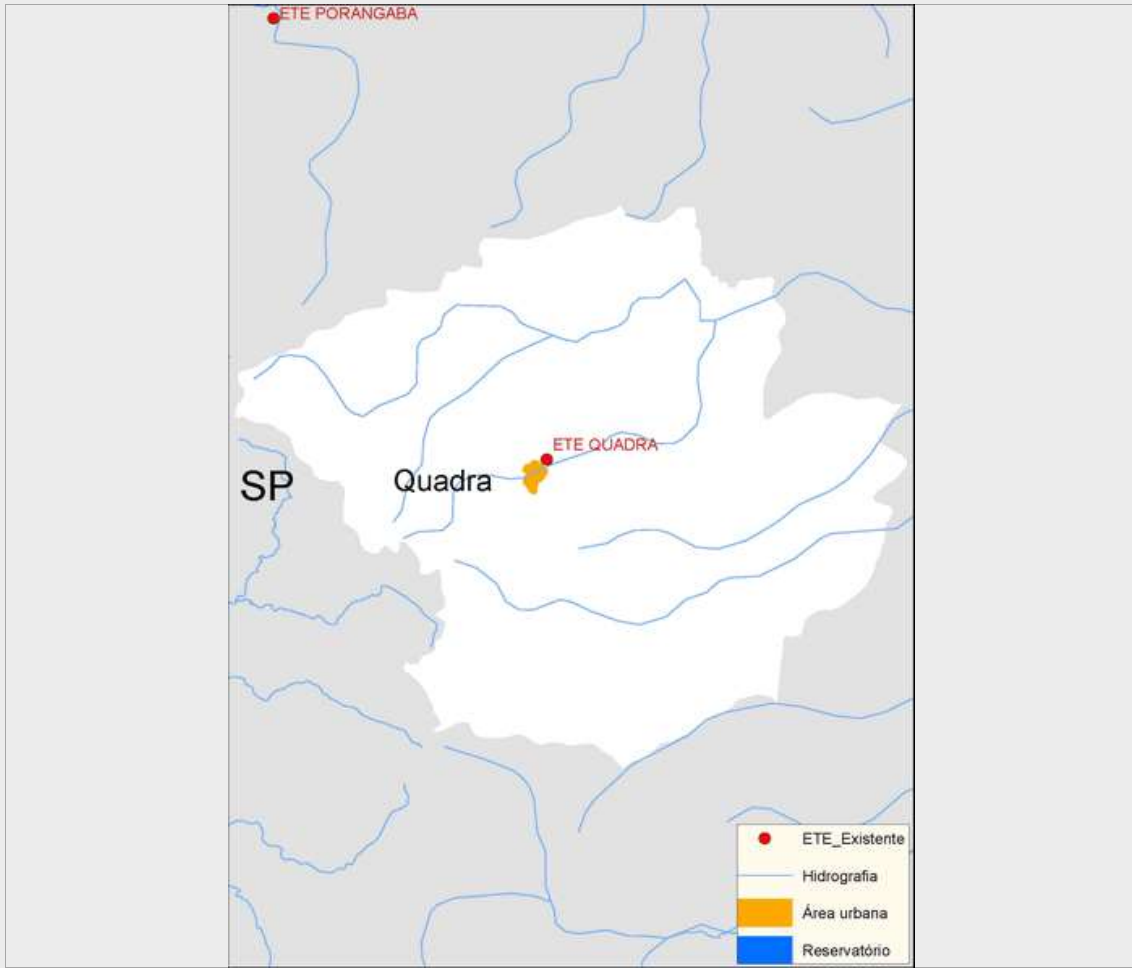 ETE PORANGABA
ETE QUADRA
SP
Quadra
ETE_Existente
Hidrografia
Área urbana
Reservatório